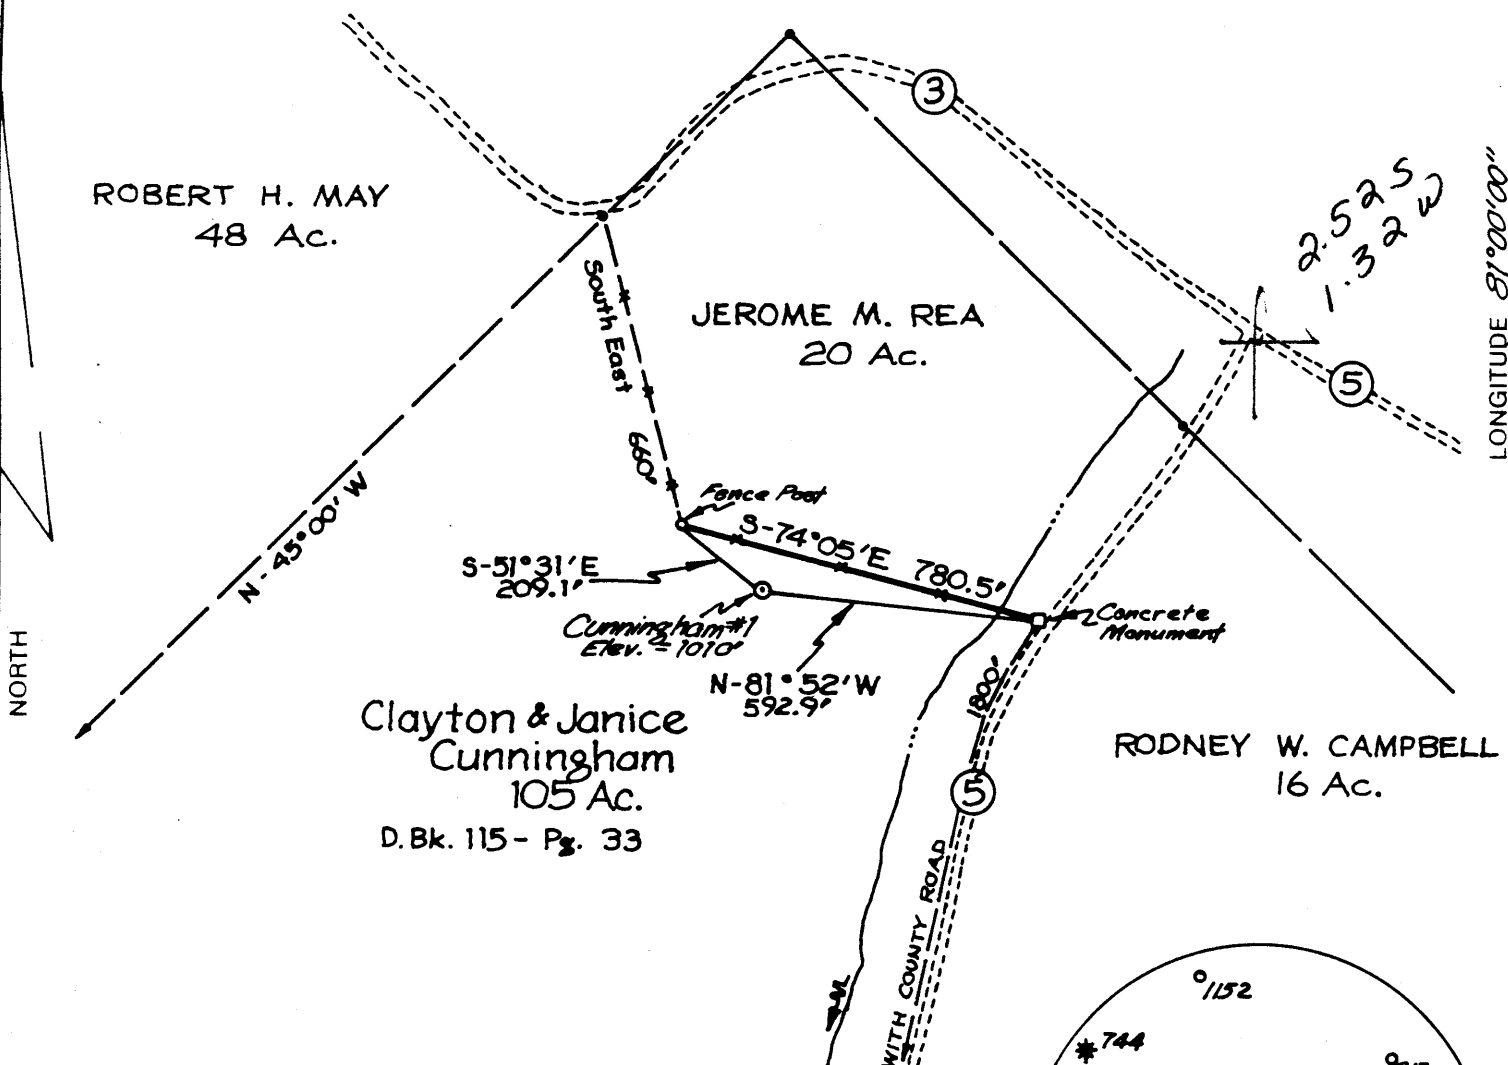 3
2.52 S
1.32 W
LONGITUDE 81°00'00"
ROBERT H. MAY
48 Ac.
South East
660'
JEROME M. REA
20 Ac.
5
N-45°00' W
Fence Post
S-74°05'E 780.5'
S-51°31'E
209.1'
Cunningham #1
Elev. = 1010'
Concrete
Monument
N-81°52'W
592.9'
NORTH
1800'
Clayton & Janice
Cunningham
105 Ac.
D.Bk. 115 - Pg. 33
RODNEY W. CAMPBELL
16 Ac.
5
WITH COUNTY ROAD
1152
744